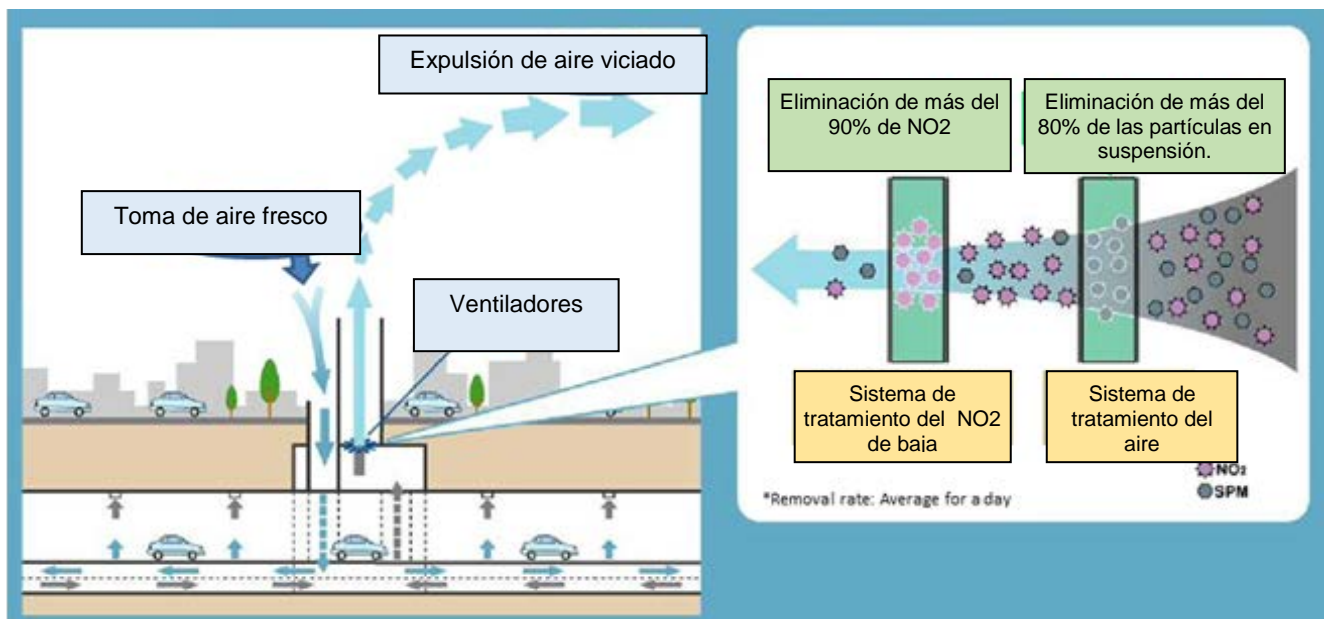 Expulsión de aire viciado
Toma de aire fresco
Ventiladores
Eliminación de más del
90% de NO2
Eliminación de más del
80% de las partículas en
suspensión.
Sistema de
tratamiento del NO2
de baja
Sistema de
tratamiento del
aire
NO₂
SPM
*Removal rate: Average for a day